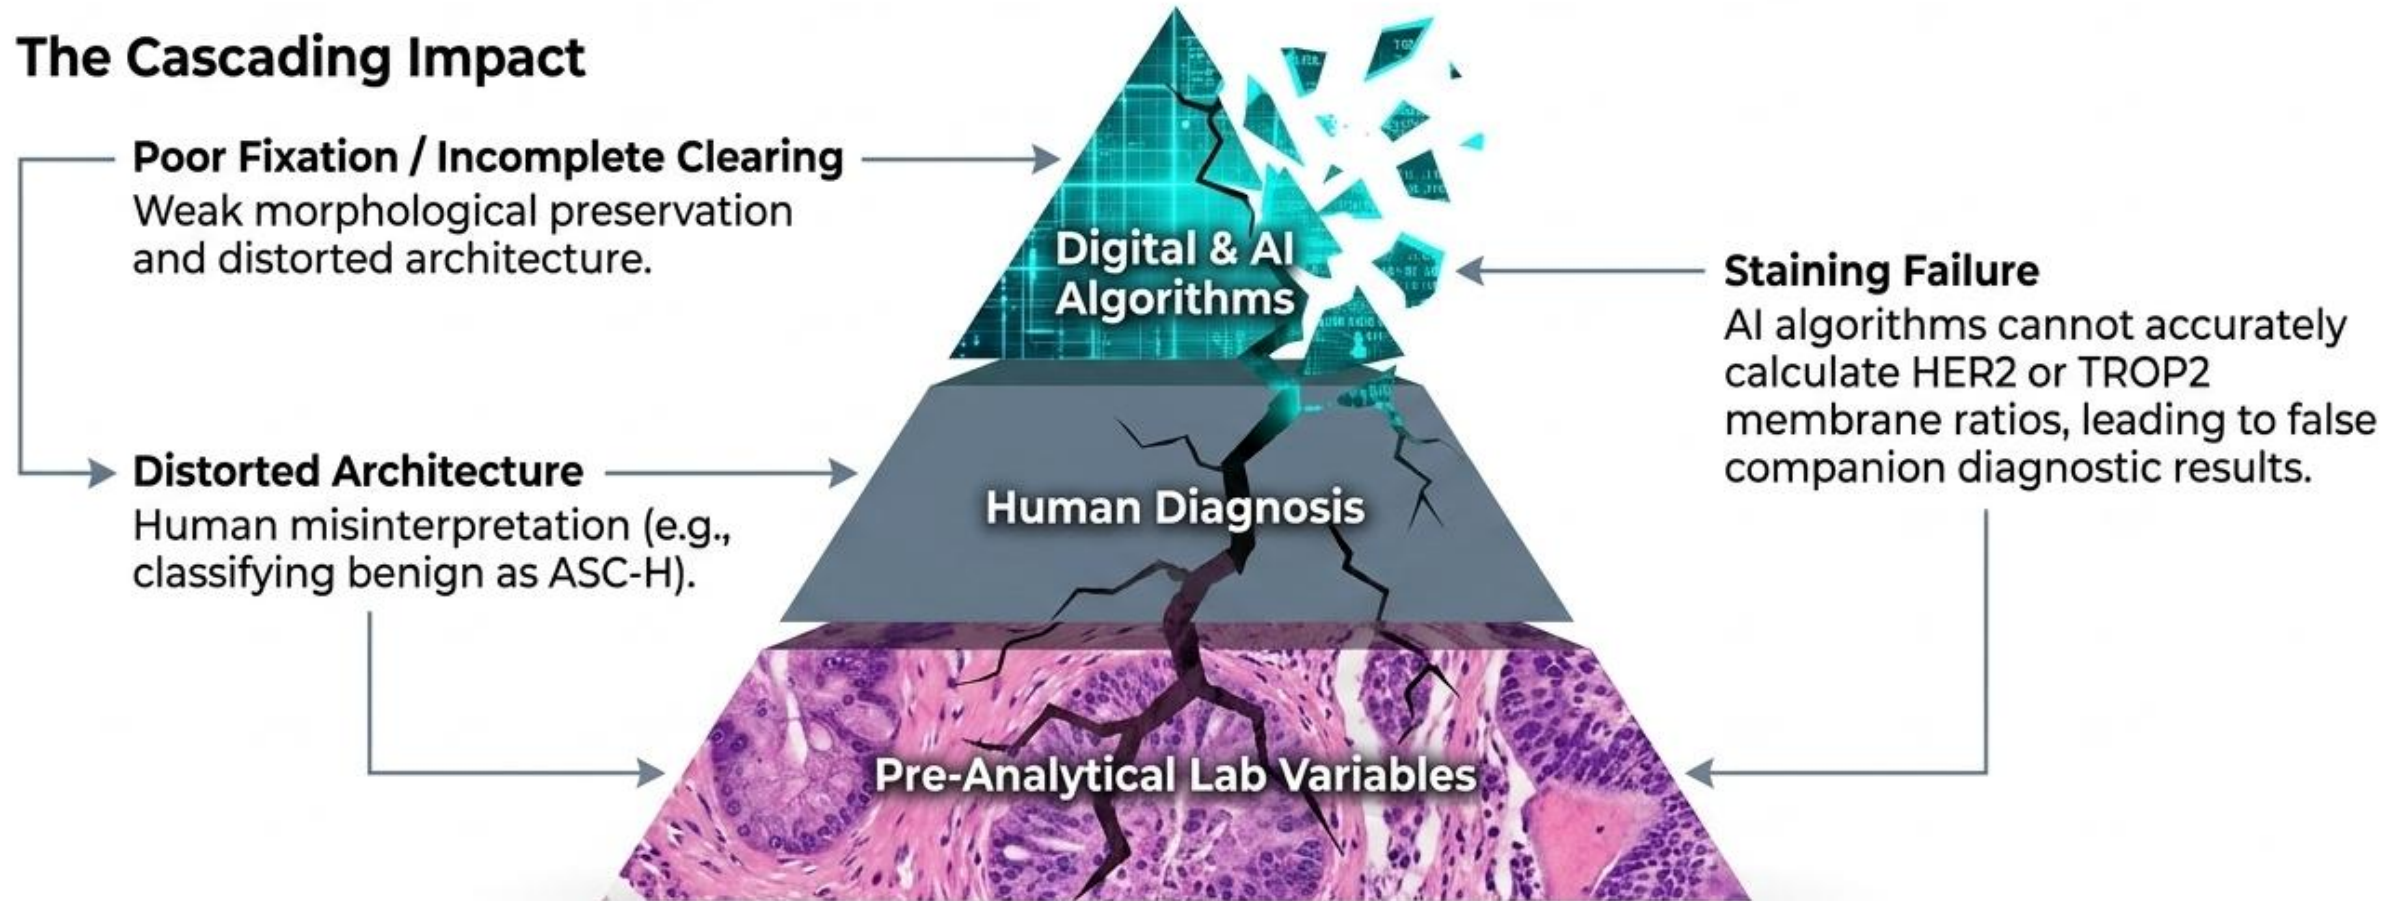 The Cascading Impact
Poor Fixation / Incomplete Clearing
Weak morphological preservation
and distorted architecture.
Distorted Architecture
Human misinterpretation (e.g.,
classifying benign as ASC-H).
Digital & AI
Algorithms
Human Diagnosis
Pre-Analytical Lab Variables
Staining Failure
AI algorithms cannot accurately
calculate HER2 or TROP2
membrane ratios, leading to false
companion diagnostic results.